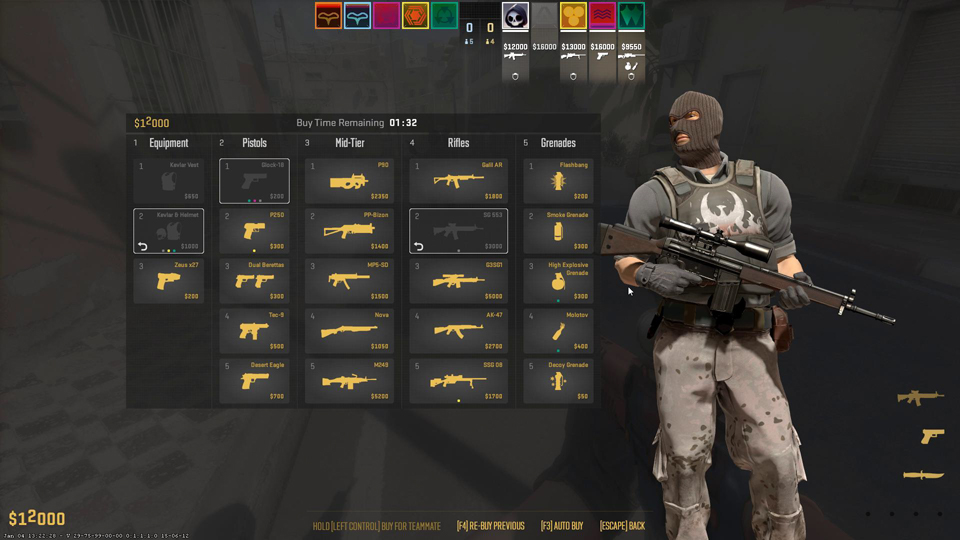 0 0
5 4
$12000 $16000 $13000 $16000 $9550
$12000 Buy Time Remaining 01:32
1 Equipment 2 Pistols 3 Mid-Tier 4 Rifles 5 Grenades
1 Kevlar Vest $650
2 Kevlar & Helmet $1000
3 Zeus x27 $200
1 Glock-18 $200
2 P250 $300
3 Dual Berettas $300
4 Tec-9 $500
5 Desert Eagle $700
1 P90 $2350
2 PP-Bizon $1400
3 MP5-SD $1500
4 Nova $1050
5 M249 $5200
1 Galil AR $1800
2 SG 553 $3000
3 G3SG1 $5000
4 AK-47 $2700
5 SSG 08 $1700
1 Flashbang $200
2 Smoke Grenade $300
3 High Explosive
Grenade $300
4 Molotov $400
5 Decoy Grenade $50
$12000
HOLD [LEFT CONTROL] BUY FOR TEAMMATE [F4] RE-BUY PREVIOUS [F3] AUTO BUY [ESCAPE] BACK